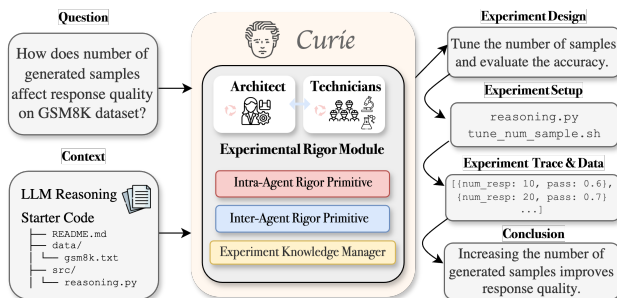 Question
How does number of
generated samples
affect response quality
on GSM8K dataset?
Context
LLM Reasoning
Starter Code
├── README.md
├── data/
│ └── gsm8k.txt
├── src/
│ └── reasoning.py
Curie
Architect
Technicians
Experimental Rigor Module
Intra-Agent Rigor Primitive
Inter-Agent Rigor Primitive
Experiment Knowledge Manager
Experiment Design
Tune the number of samples
and evaluate the accuracy.
Experiment Setup
reasoning.py
tune_num_sample.sh
Experiment Trace & Data
[{num_resp: 10, pass: 0.6},
{num_resp: 20, pass: 0.7}
...]
Conclusion
Increasing the number of
generated samples improves
response quality.